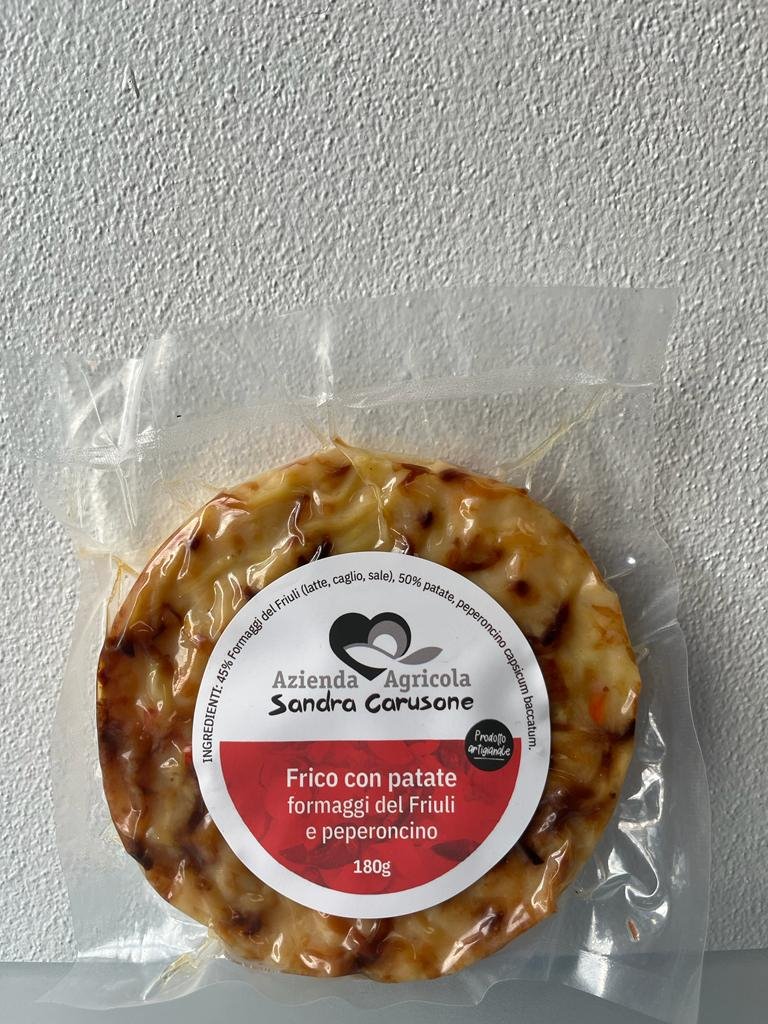 INGREDIENTI: 45% Formaggi del Friuli (latte, caglio, sale), 50% patate, peperoncino capsicum baccatum.
Azienda Agricola
Sandra Carusone
Prodotto
artigianale
Frico con patate
formaggi del Friuli
e peperoncino
180g